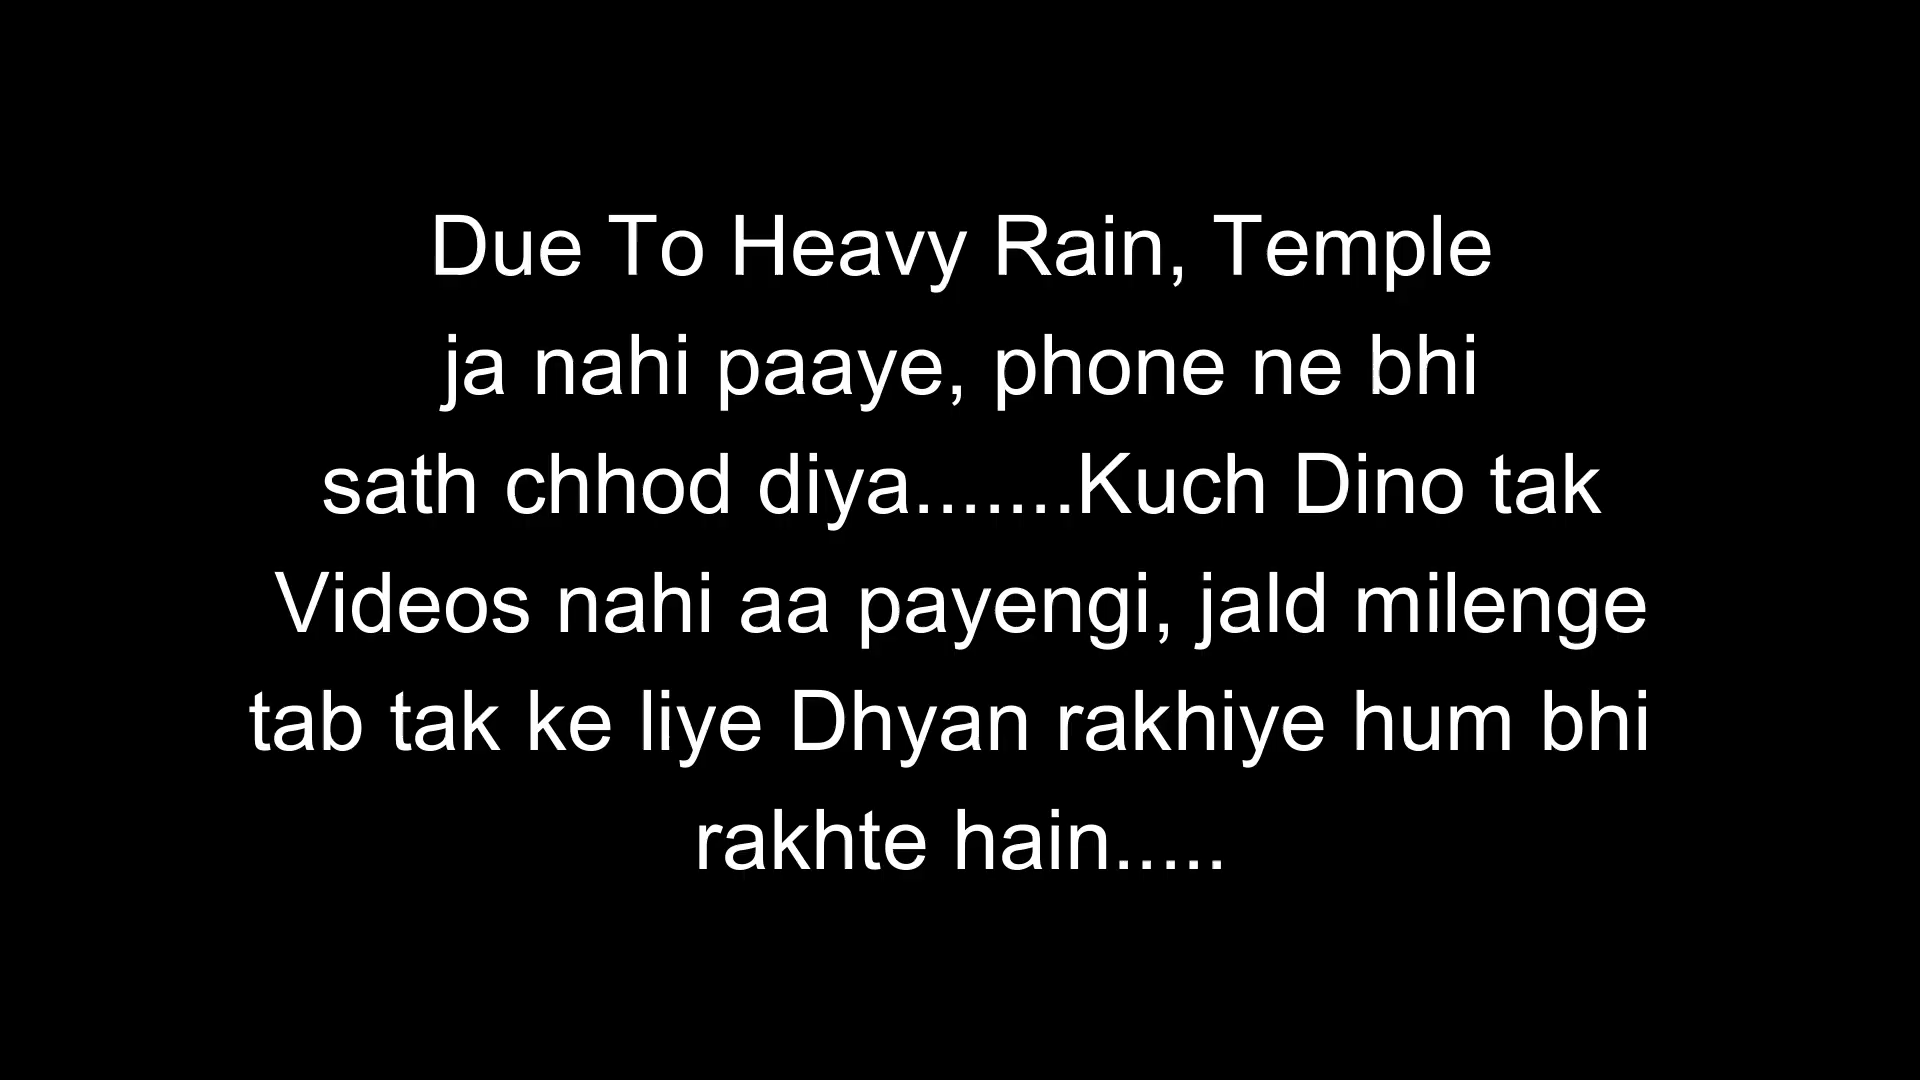 Due To Heavy Rain, Temple
ja nahi paaye, phone ne bhi
sath chhod diya.......Kuch Dino tak
Videos nahi aa payengi, jald milenge
tab tak ke liye Dhyan rakhiye hum bhi
rakhte hain.....